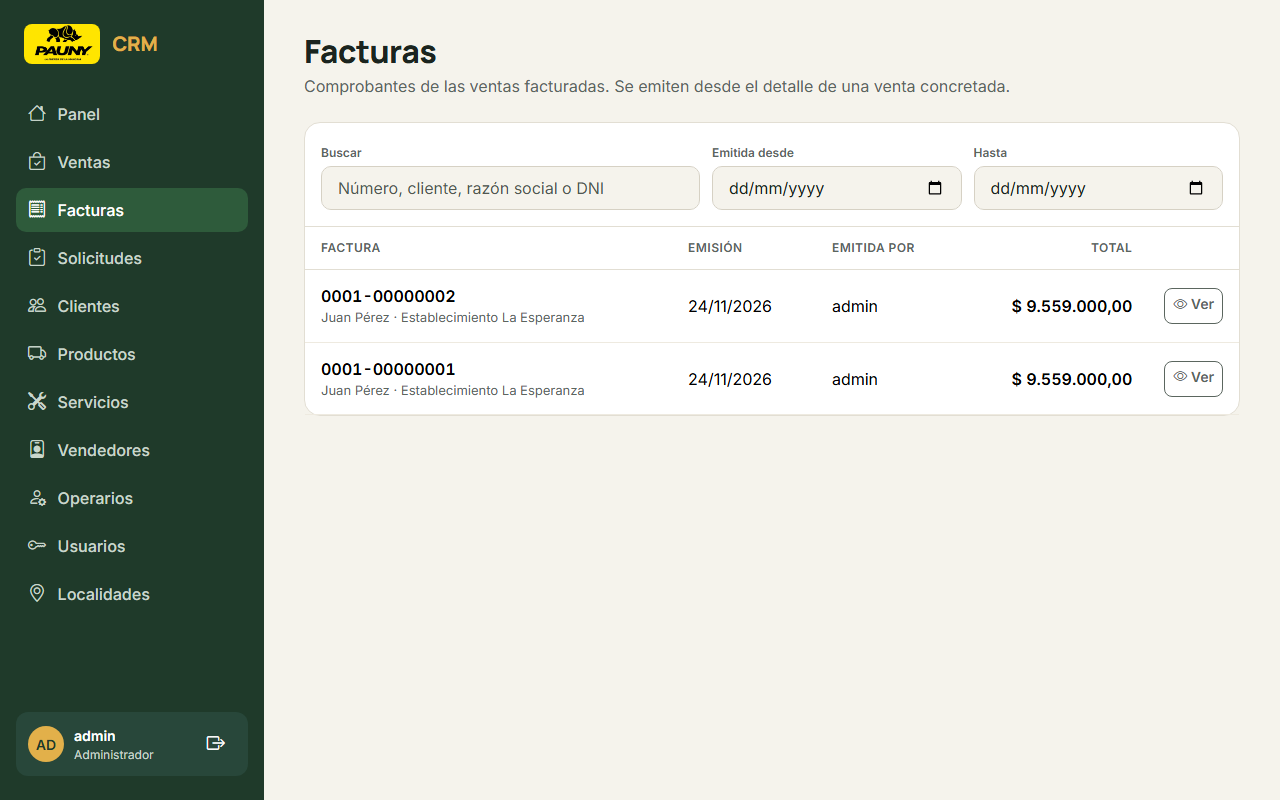 PAUNY
CRM
Panel
Ventas
Facturas
Solicitudes
Clientes
Productos
Servicios
Vendedores
Operarios
Usuarios
Localidades
AD
admin
Administrador
Facturas
Comprobantes de las ventas facturadas. Se emiten desde el detalle de una venta concretada.
Buscar
Emitida desde
Hasta
Número, cliente, razón social o DNI
dd/mm/yyyy
dd/mm/yyyy
FACTURA
EMISIÓN
EMITIDA POR
TOTAL
0001-00000002
Juan Pérez · Establecimiento La Esperanza
24/11/2026
admin
$ 9.559.000,00
Ver
0001-00000001
Juan Pérez · Establecimiento La Esperanza
24/11/2026
admin
$ 9.559.000,00
Ver